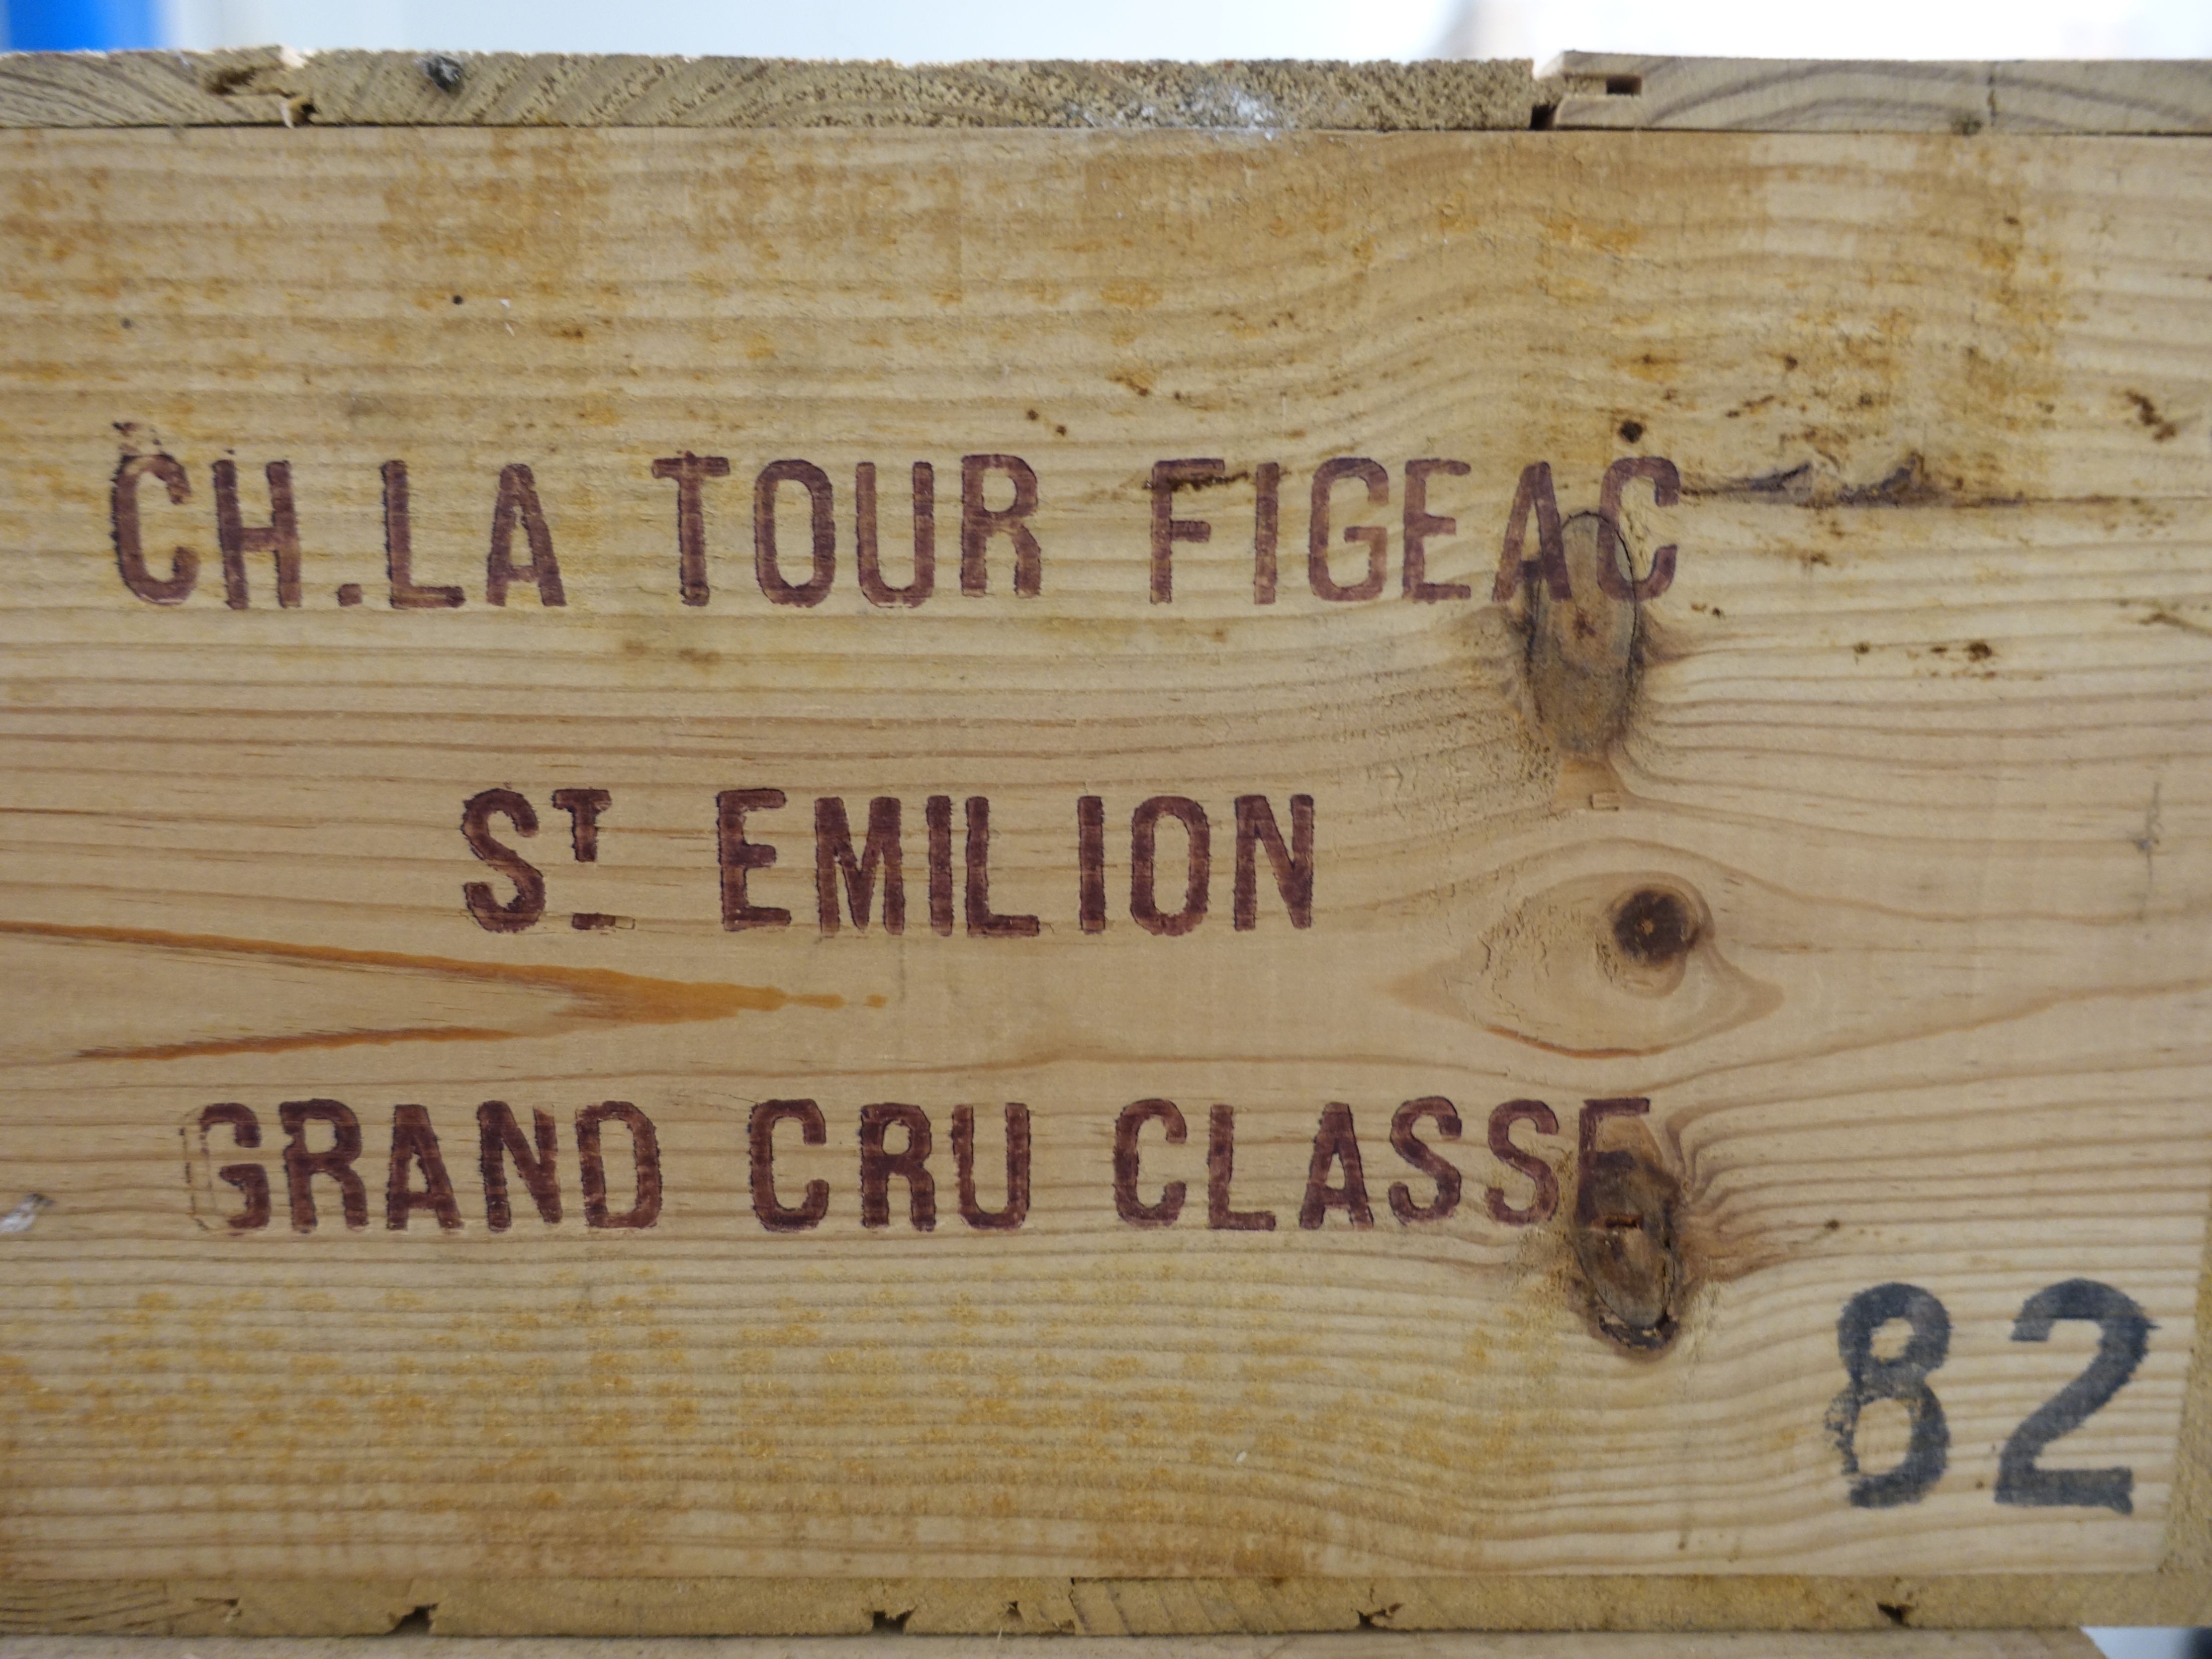 CH. LA TOUR FIGEAC
ST EMILION
GRAND CRU CLASSE
82